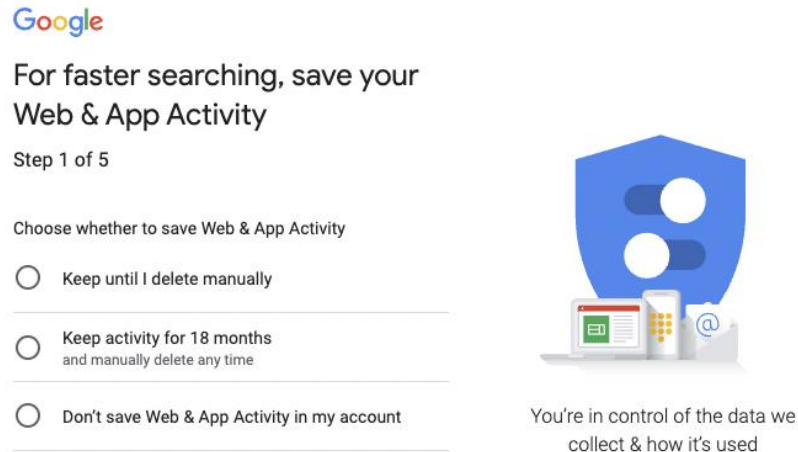 Google
For faster searching, save your
Web & App Activity
Step 1 of 5
Choose whether to save Web & App Activity
Keep until I delete manually
Keep activity for 18 months
and manually delete any time
Don't save Web & App Activity in my account
@
You're in control of the data we
collect & how it's used